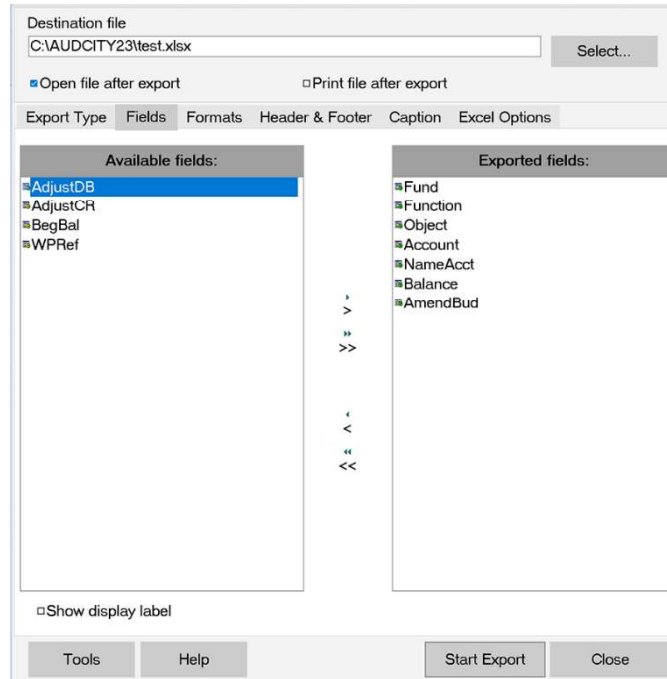 Destination file
C:\AUDCITY23\test.xlsx
Select...
Open file after export
Print file after export
Export Type Fields Formats Header & Footer Caption Excel Options
Available fields:
AdjustDB
AdjustCR
BegBal
WPRef
>
>>
<
<<
Exported fields:
Fund
Function
Object
Account
NameAcct
Balance
AmendBud
Show display label
Tools
Help
Start Export
Close